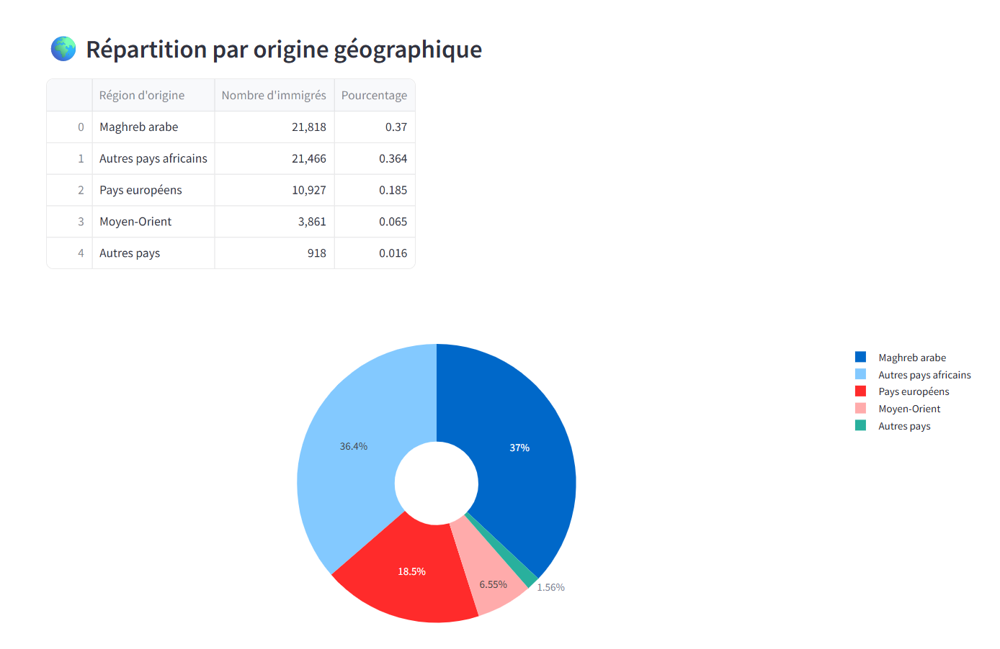 Répartition par origine géographique
Région d'origine Nombre d'immigrés Pourcentage
0 Maghreb arabe 21,818 0.37
1 Autres pays africains 21,466 0.364
2 Pays européens 10,927 0.185
3 Moyen-Orient 3,861 0.065
4 Autres pays 918 0.016
Maghreb arabe
Autres pays africains
Pays européens
Moyen-Orient
Autres pays
36.4%
37%
18.5%
6.55%
1.56%